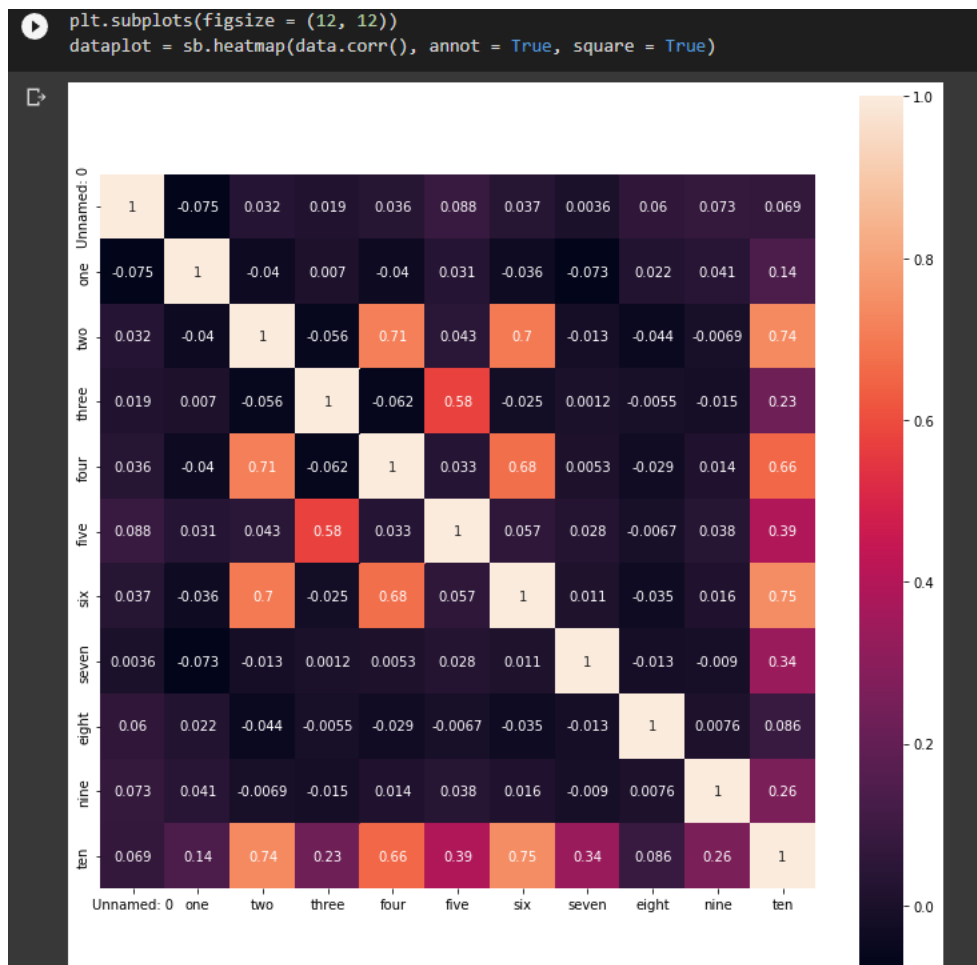 plt.subplots(figsize = (12, 12))
dataplot = sb.heatmap(data.corr(), annot = True, square = True)
1.0
Unnamed: 0 1 -0.075 0.032 0.019 0.036 0.088 0.037 0.0036 0.06 0.073 0.069
one -0.075 1 -0.04 0.007 -0.04 0.031 -0.036 -0.073 0.022 0.041 0.14
0.8
two 0.032 -0.04 1 -0.056 0.71 0.043 0.7 -0.013 -0.044 -0.0069 0.74
three 0.019 0.007 -0.056 1 -0.062 0.58 -0.025 0.0012 -0.0055 -0.015 0.23
0.6
four 0.036 -0.04 0.71 -0.062 1 0.033 0.68 0.0053 -0.029 0.014 0.66
five 0.088 0.031 0.043 0.58 0.033 1 0.057 0.028 -0.0067 0.038 0.39
0.4
six 0.037 -0.036 0.7 -0.025 0.68 0.057 1 0.011 -0.035 0.016 0.75
seven 0.0036 -0.073 -0.013 0.0012 0.0053 0.028 0.011 1 -0.013 -0.009 0.34
eight 0.06 0.022 -0.044 -0.0055 -0.029 -0.0067 -0.035 -0.013 1 0.0076 0.086
0.2
nine 0.073 0.041 -0.0069 -0.015 0.014 0.038 0.016 -0.009 0.0076 1 0.26
ten 0.069 0.14 0.74 0.23 0.66 0.39 0.75 0.34 0.086 0.26 1
Unnamed: 0 one two three four five six seven eight nine ten
0.0